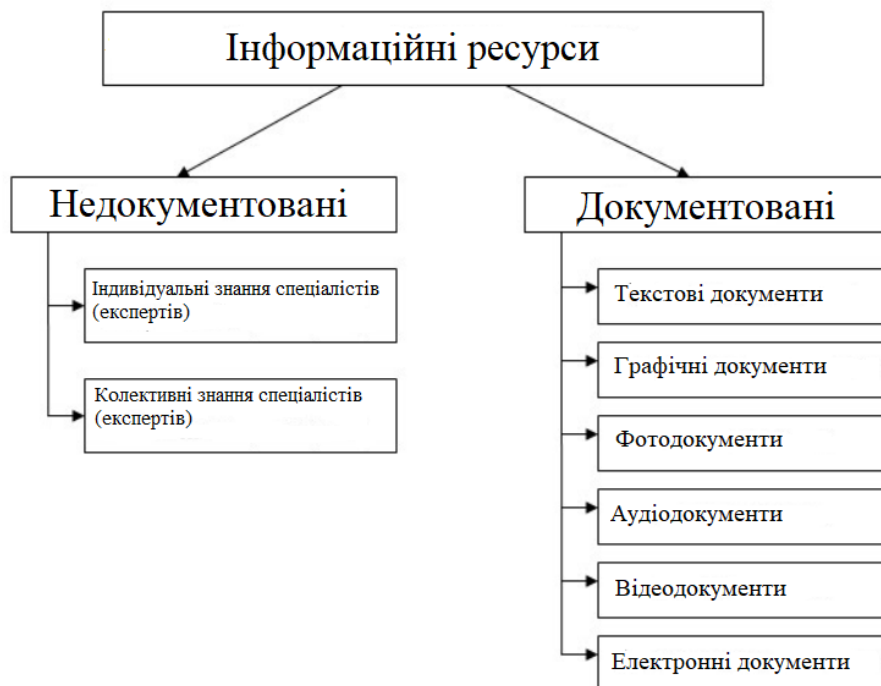 Інформаційні ресурси
Недокументовані
Індивідуальні знання спеціалістів
(експертів)
Колективні знання спеціалістів
(експертів)
Документовані
Текстові документи
Графічні документи
Фотодокументи
Аудіодокументи
Відеодокументи
Електронні документи